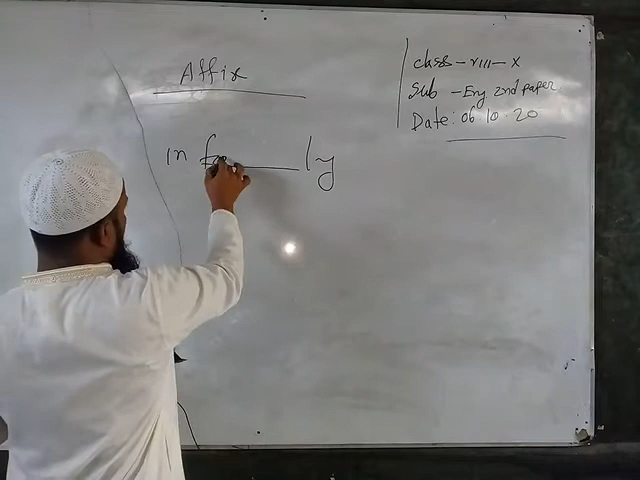 Affix
Class - VIII - X
Sub - Eng 2nd paper
Date: 06.10.20
in f ly